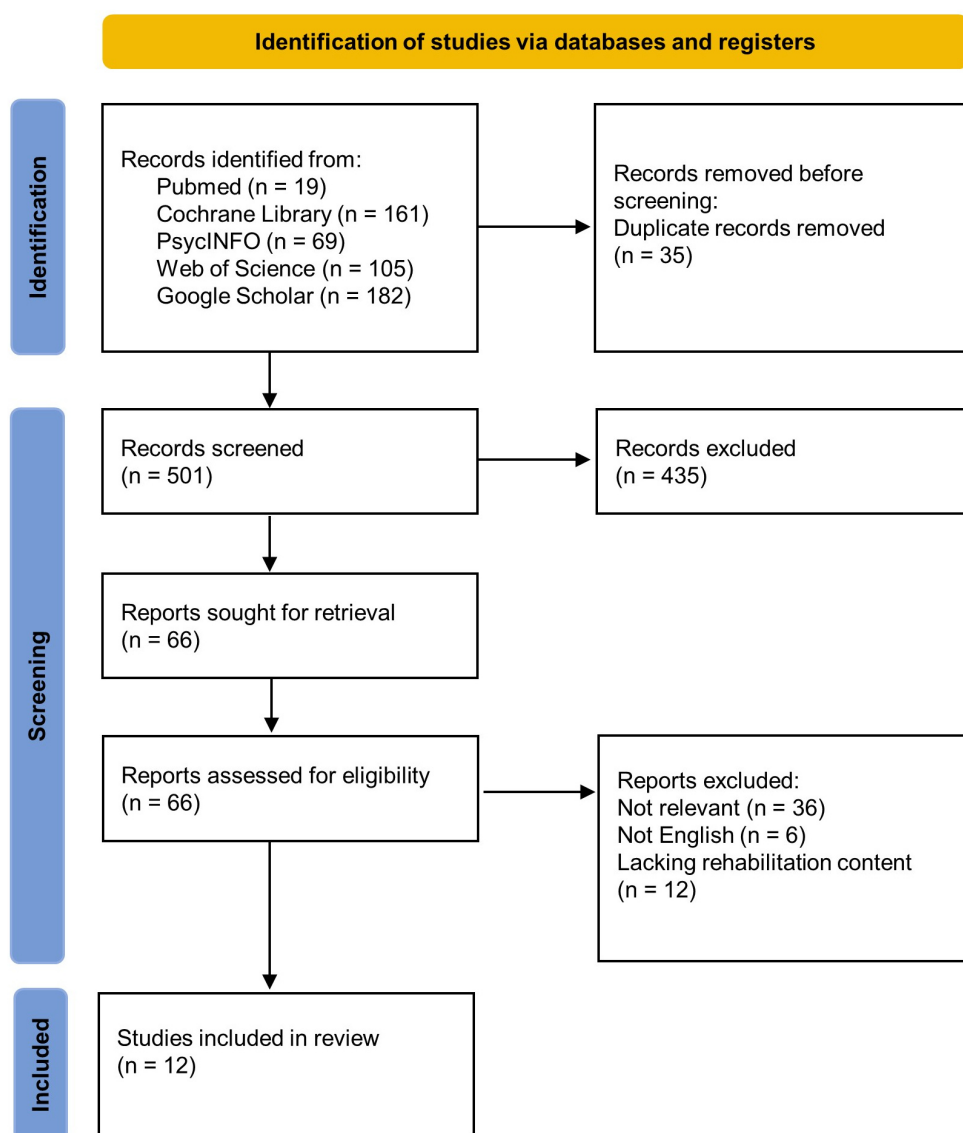 Identification of studies via databases and registers
Identification
Records identified from:
Pubmed (n = 19)
Cochrane Library (n = 161)
PsycINFO (n = 69)
Web of Science (n = 105)
Google Scholar (n = 182)
Records removed before
screening:
Duplicate records removed
(n = 35)
Screening
Records screened
(n = 501)
Records excluded
(n = 435)
Reports sought for retrieval
(n = 66)
Reports assessed for eligibility
(n = 66)
Reports excluded:
Not relevant (n = 36)
Not English (n = 6)
Lacking rehabilitation content
(n = 12)
Included
Studies included in review
(n = 12)